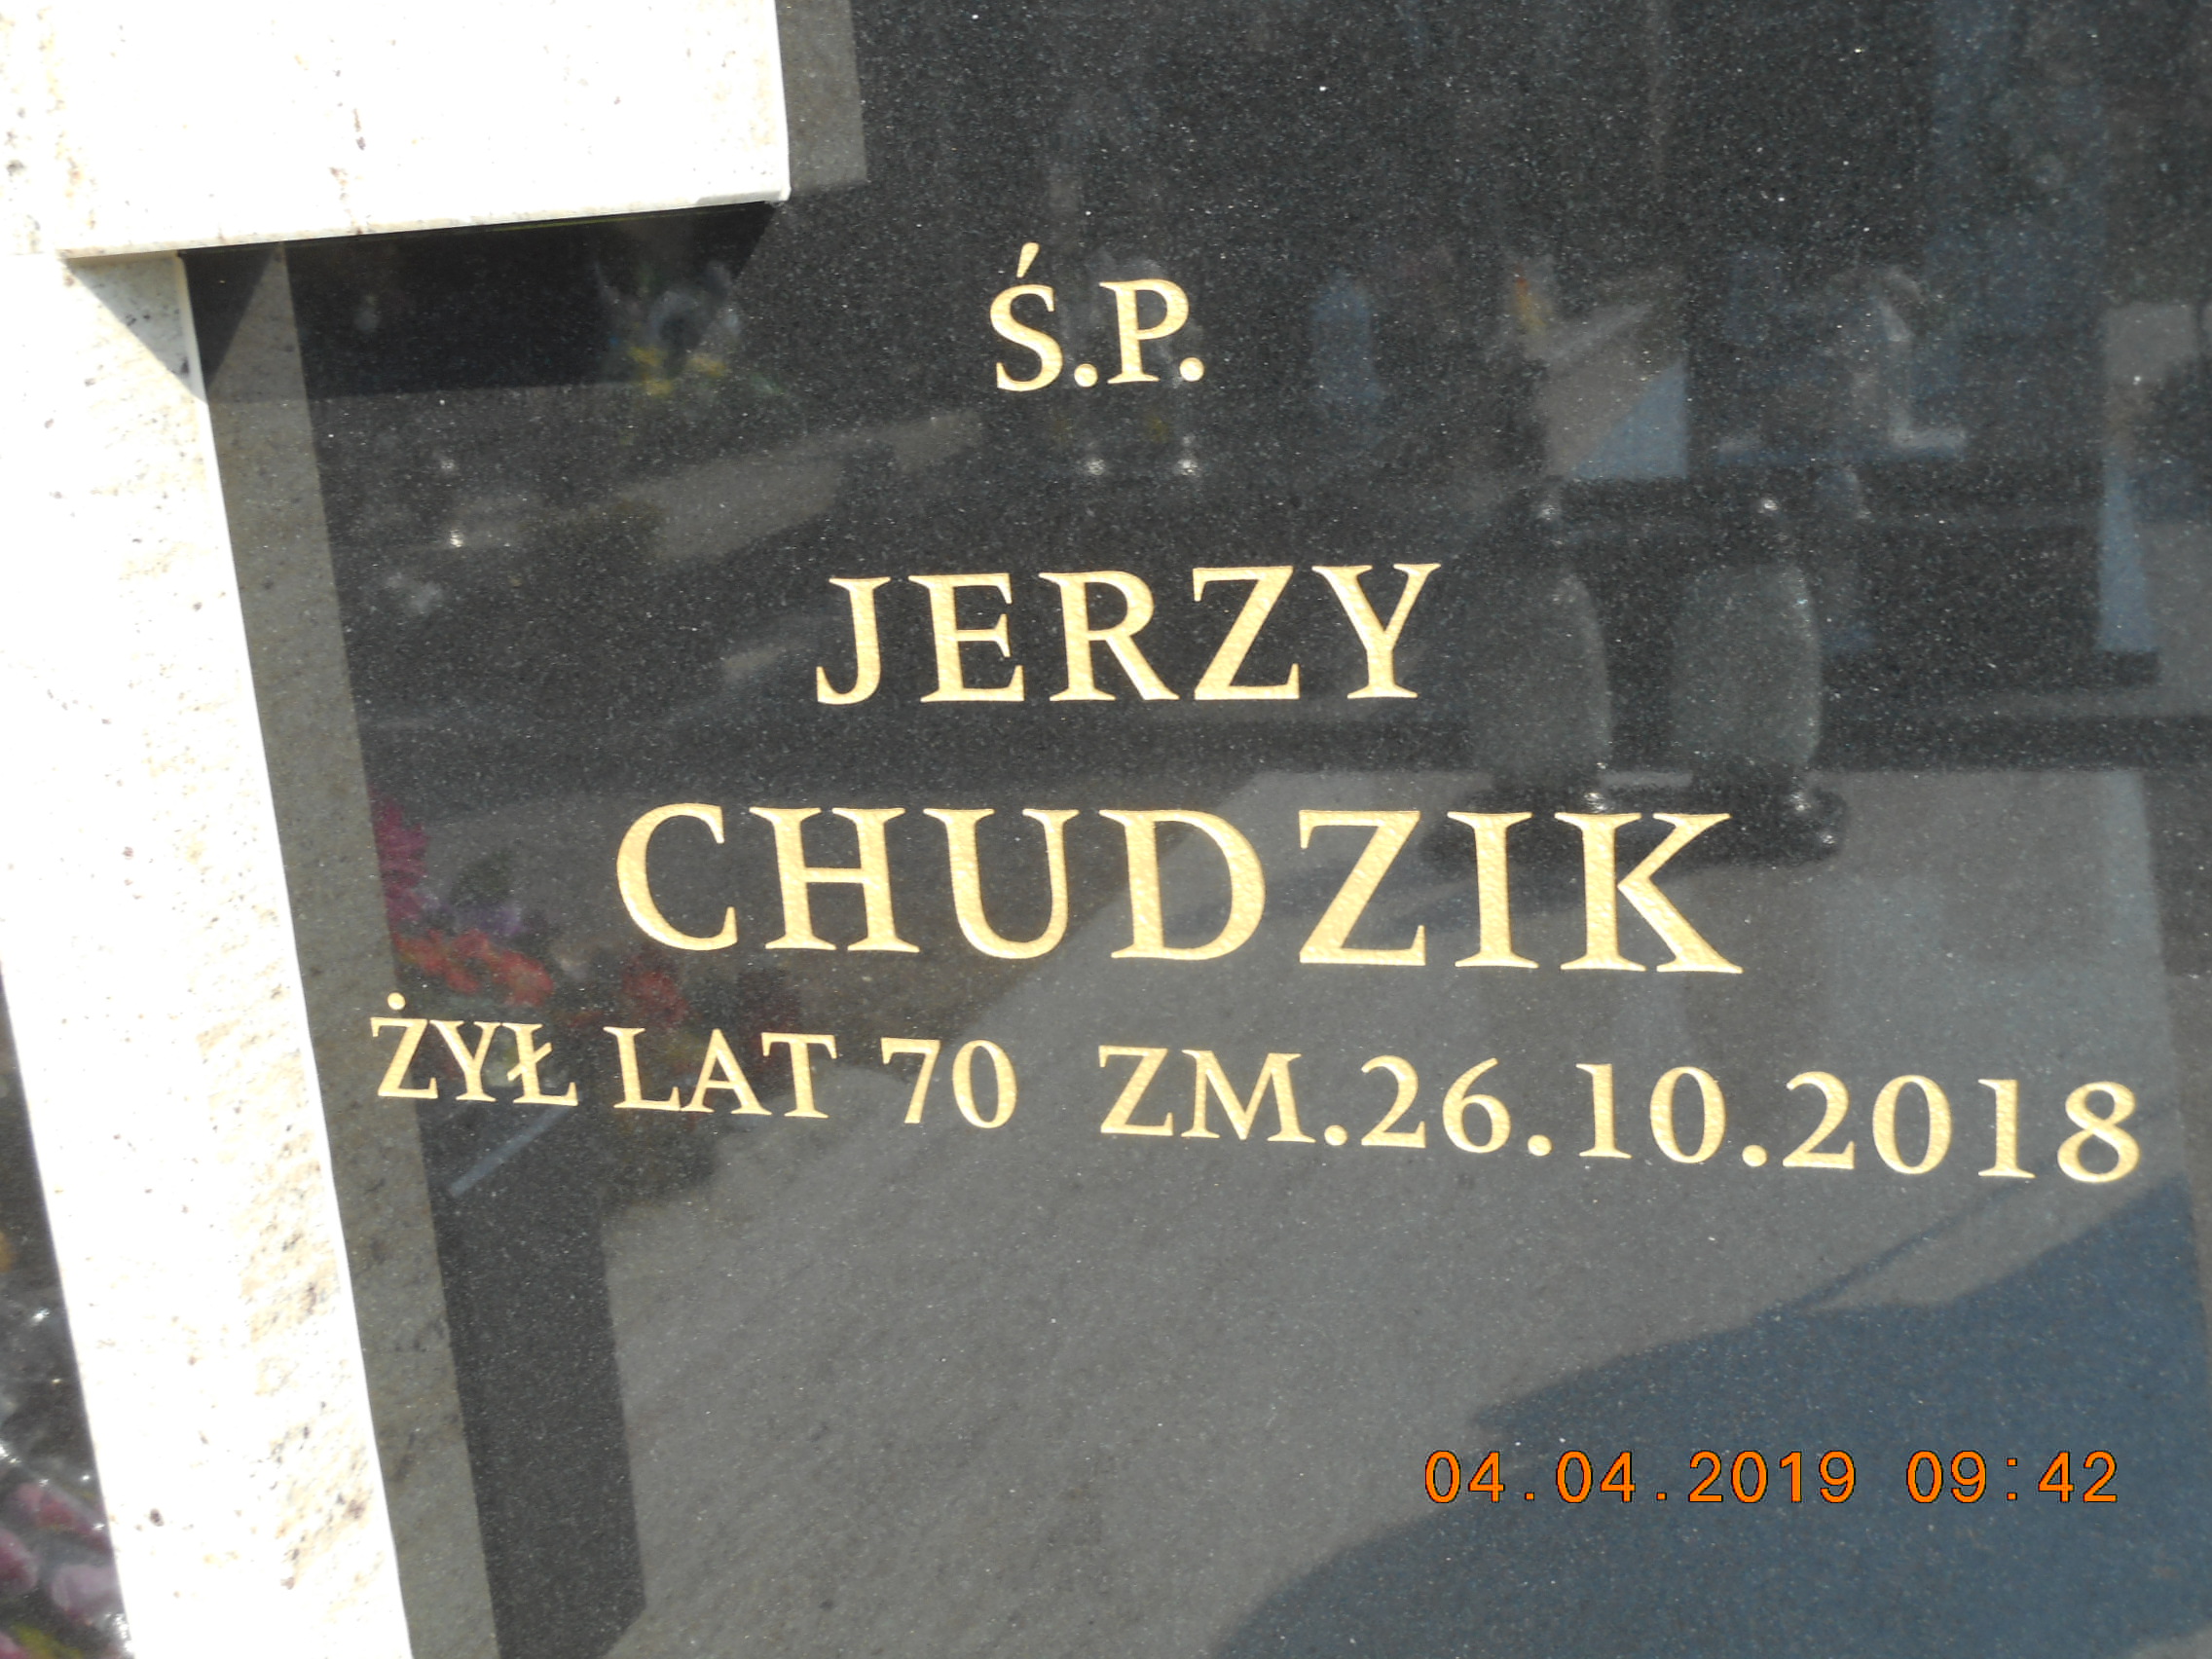 Ś.P.
JERZY
CHUDZIK
ŻYŁ LAT 70 ZM.26.10.2018
04.04.2019 09:42